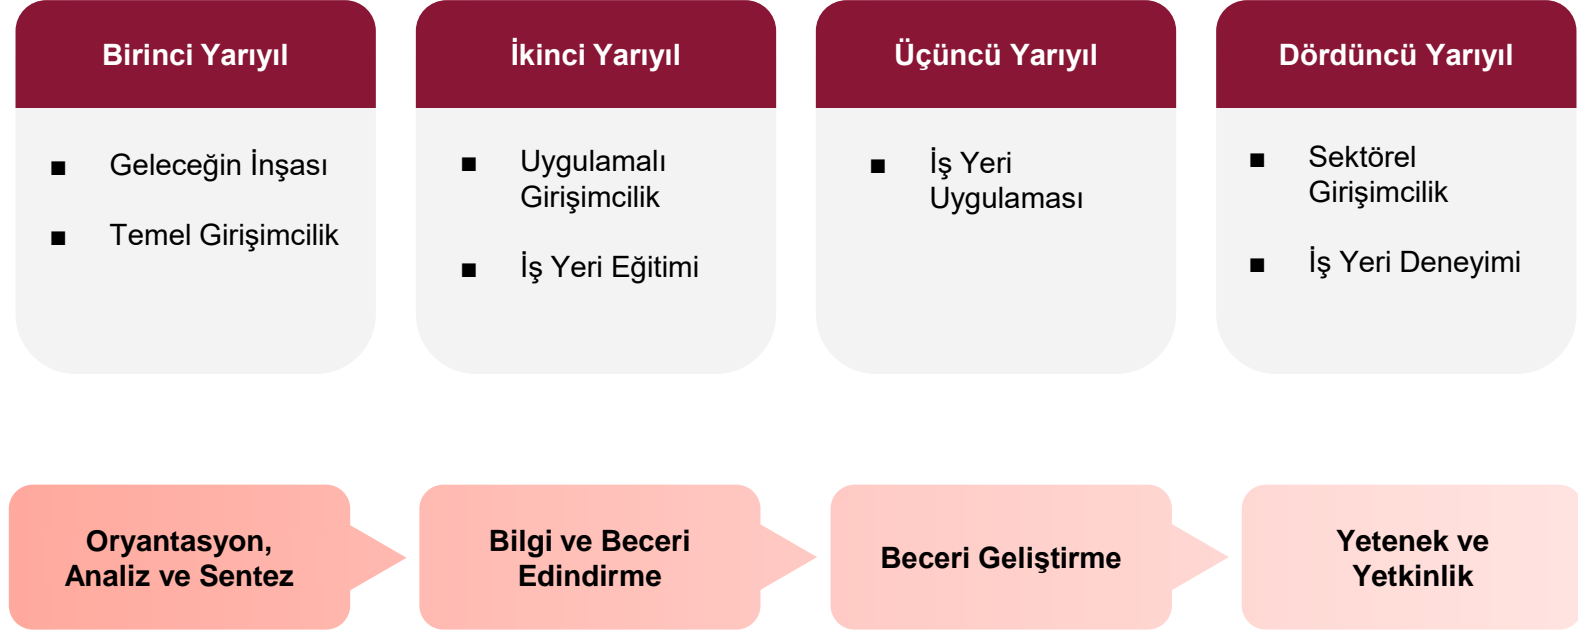 Birinci Yarıyıl
■ Geleceğin İnşası
■ Temel Girişimcilik
İkinci Yarıyıl
■ Uygulamalı
Girişimcilik
■ İş Yeri Eğitimi
Üçüncü Yarıyıl
■ İş Yeri
Uygulaması
Dördüncü Yarıyıl
■ Sektörel
Girişimcilik
■ İş Yeri Deneyimi
Oryantasyon,
Analiz ve Sentez
Bilgi ve Beceri
Edindirme
Beceri Geliştirme
Yetenek ve
Yetkinlik